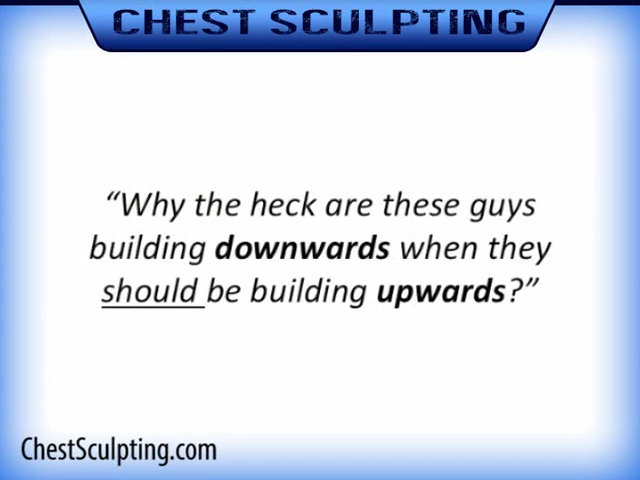 CHEST SCULPTING
“Why the heck are these guys
building downwards when they
should be building upwards?”
ChestSculpting.com